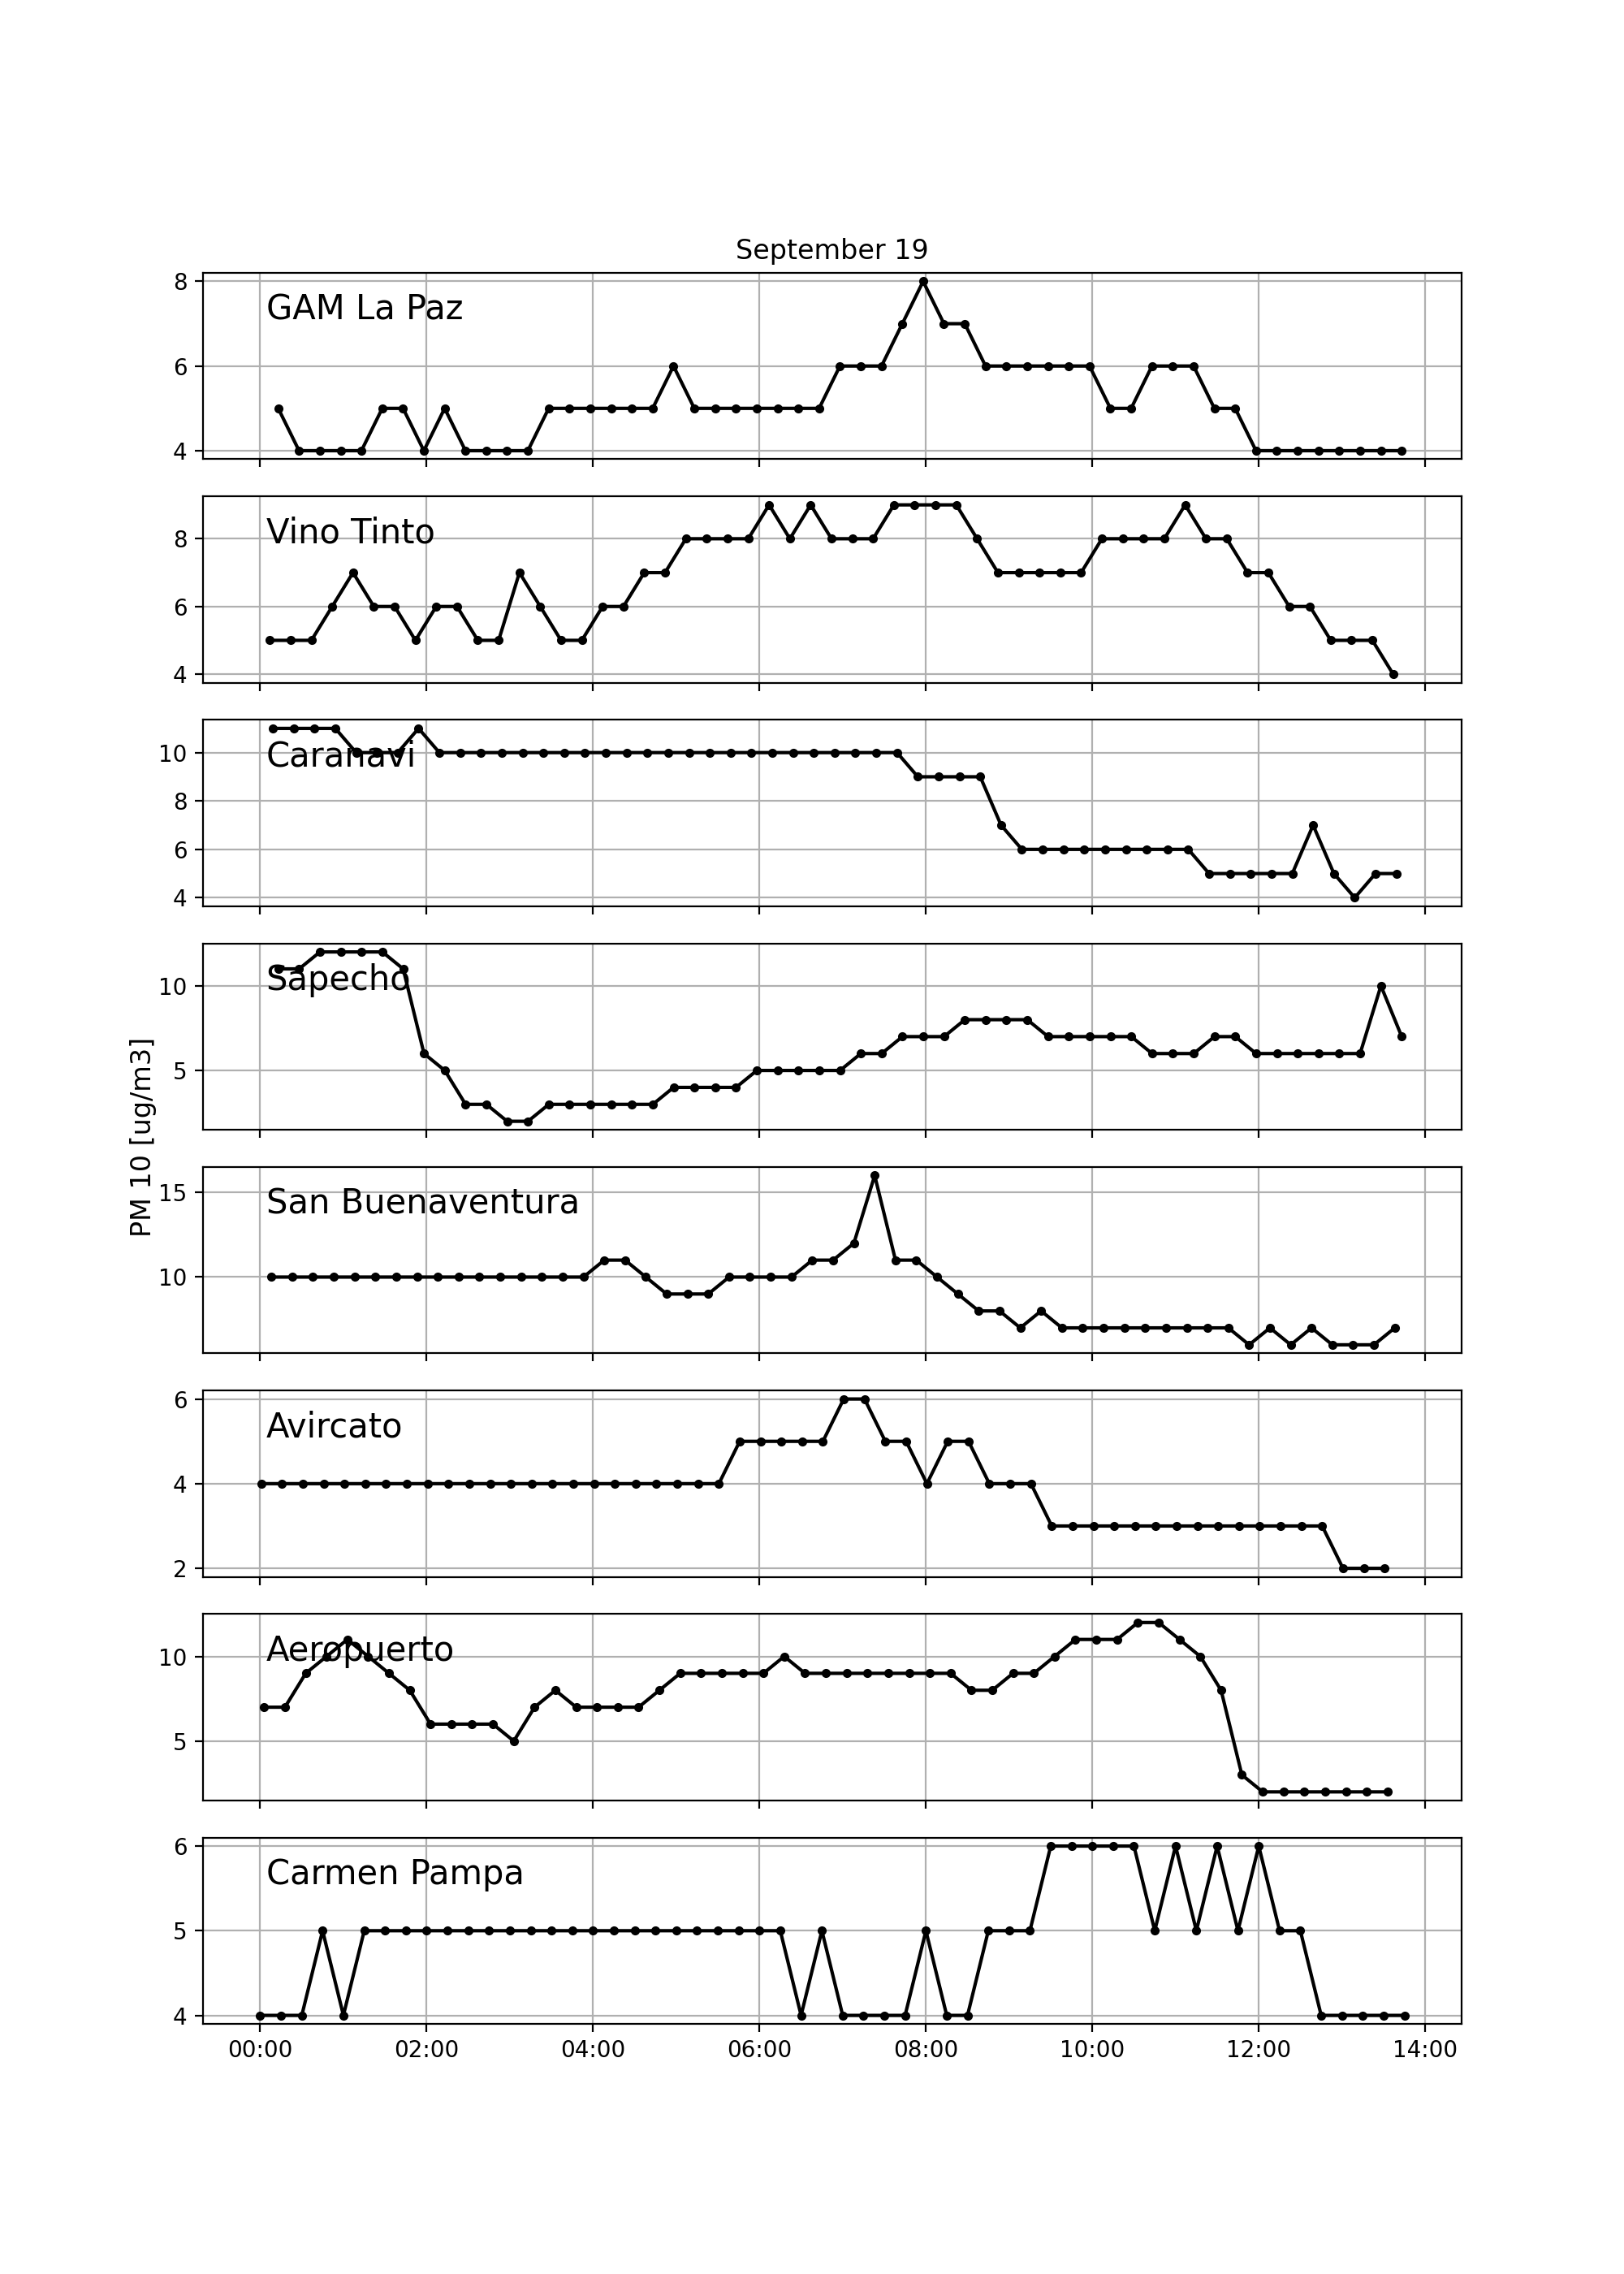 September 19
8
GAM La Paz
6
4
Vino Tinto
8
6
4
Caranavi
10
8
6
4
Sapecho
10
5
PM 10 [ug/m3]
San Buenaventura
15
10
6
Avircato
4
2
Aeropuerto
10
5
6
Carmen Pampa
5
4
00:00 02:00 04:00 06:00 08:00 10:00 12:00 14:00